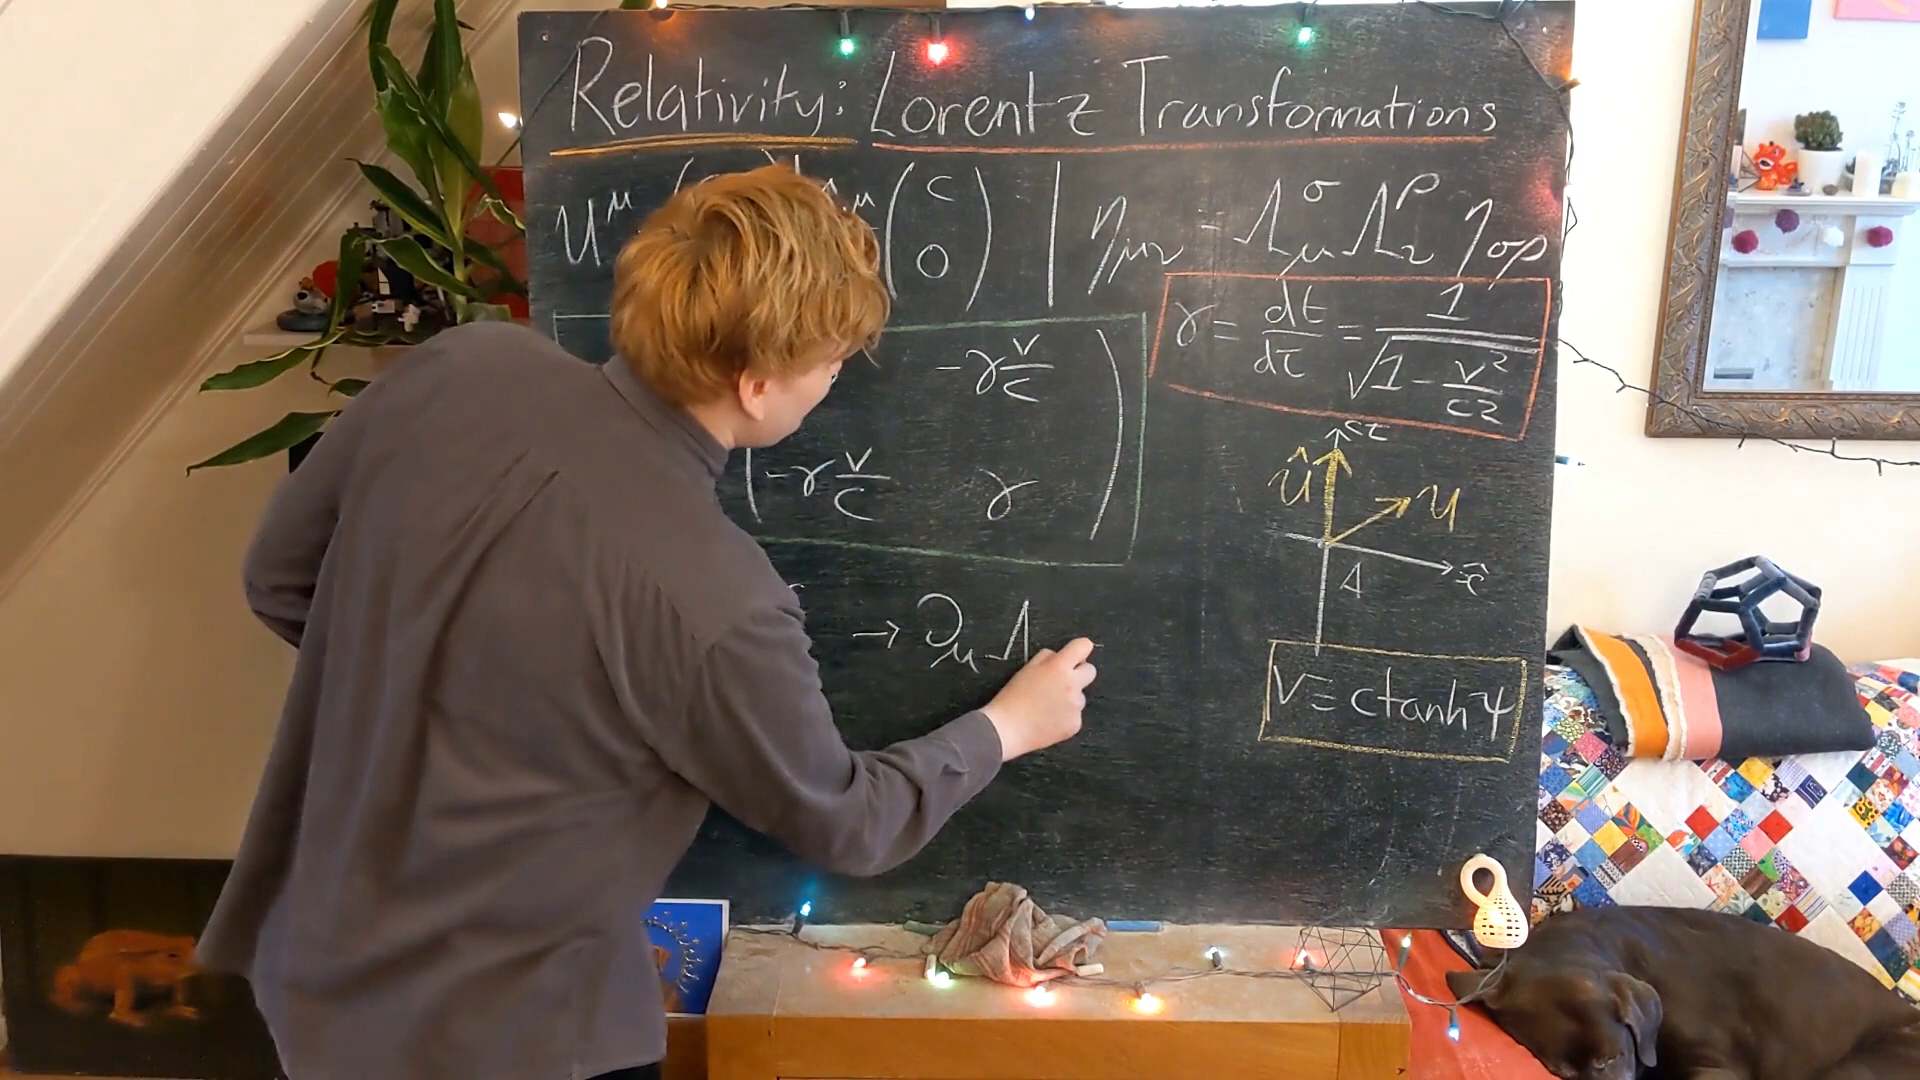 Relativity: Lorentz Transformations
u^μ ( ) ^μ ( c 0 ) | η_μν = Λ^σ_μ Λ^ρ_ν η_σρ
γ = dt/dτ = 1/√(1 - v²/c²)
-γ v/c
-γ v/c γ
ct
û u
A x̂
→ ∂_μ Λ
v ≡ c tanh ψ